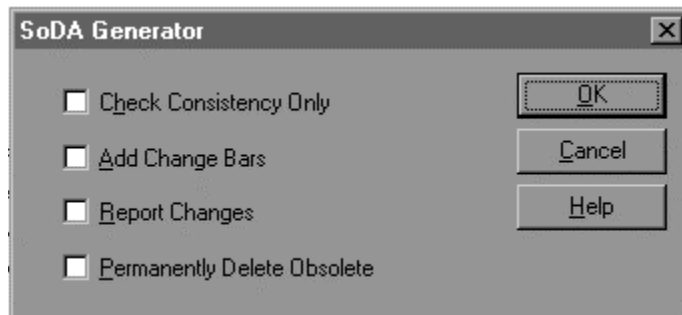 SoDA Generator
Check Consistency Only
OK
Add Change Bars
Cancel
Report Changes
Help
Permanently Delete Obsolete